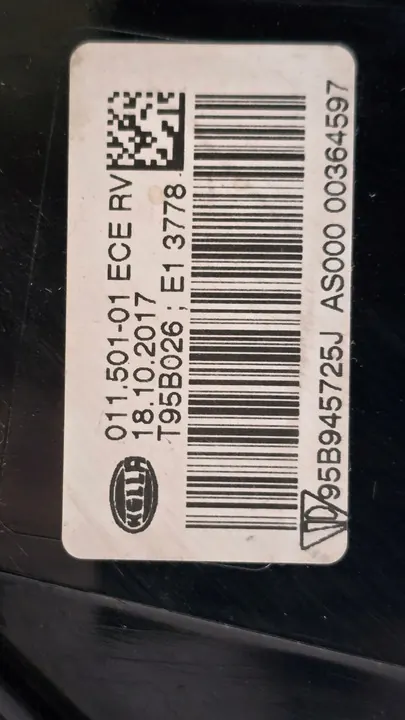 HELLA
011.501-01 ECE RV
18.10.2017
T95B026 ; E1 3778
95B945725J AS000 00364597